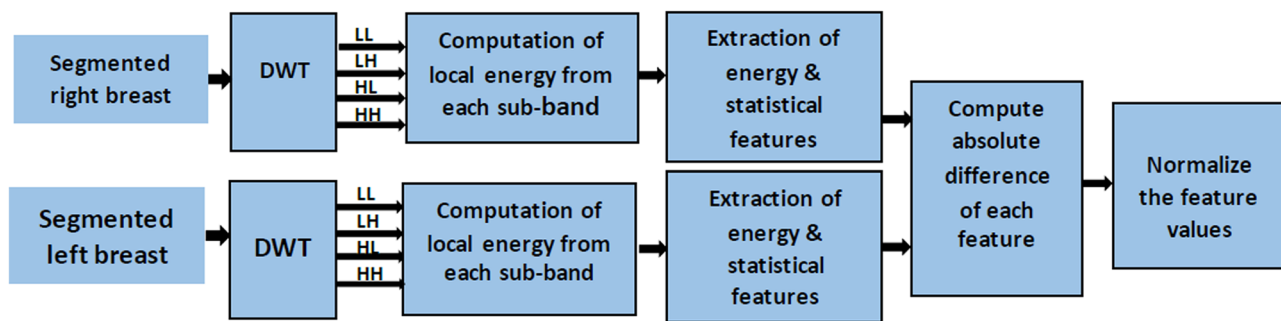 Segmented
right breast
DWT
LL
LH
HL
HH
Computation of
local energy from
each sub-band
Extraction of
energy &
statistical
features
Segmented
left breast
DWT
LL
LH
HL
HH
Computation of
local energy from
each sub-band
Extraction of
energy &
statistical
features
Compute
absolute
difference
of each
feature
Normalize
the feature
values